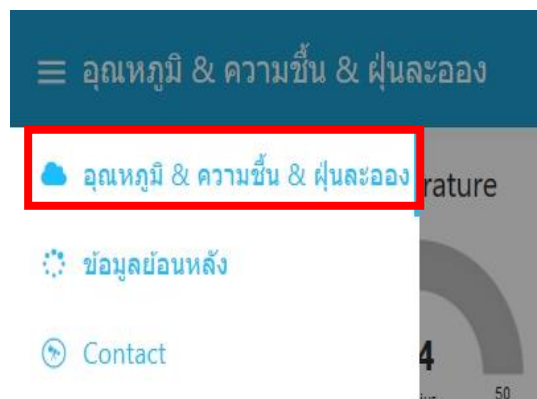 อุณหภูมิ & ความชื้น & ฝุ่นละออง
อุณหภูมิ & ความชื้น & ฝุ่นละออง
rature
ข้อมูลย้อนหลัง
Contact
4
50